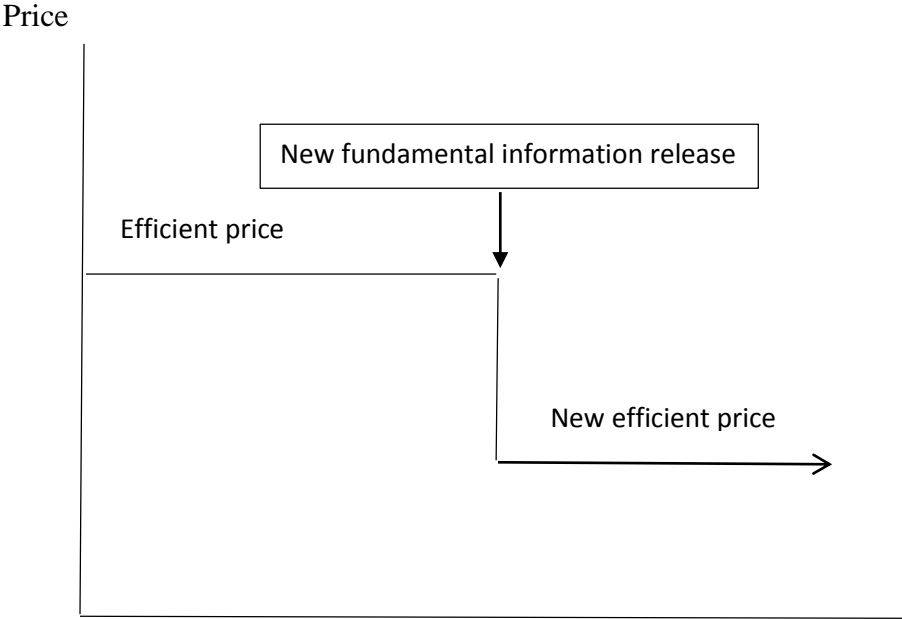 Price
New fundamental information release
Efficient price
New efficient price